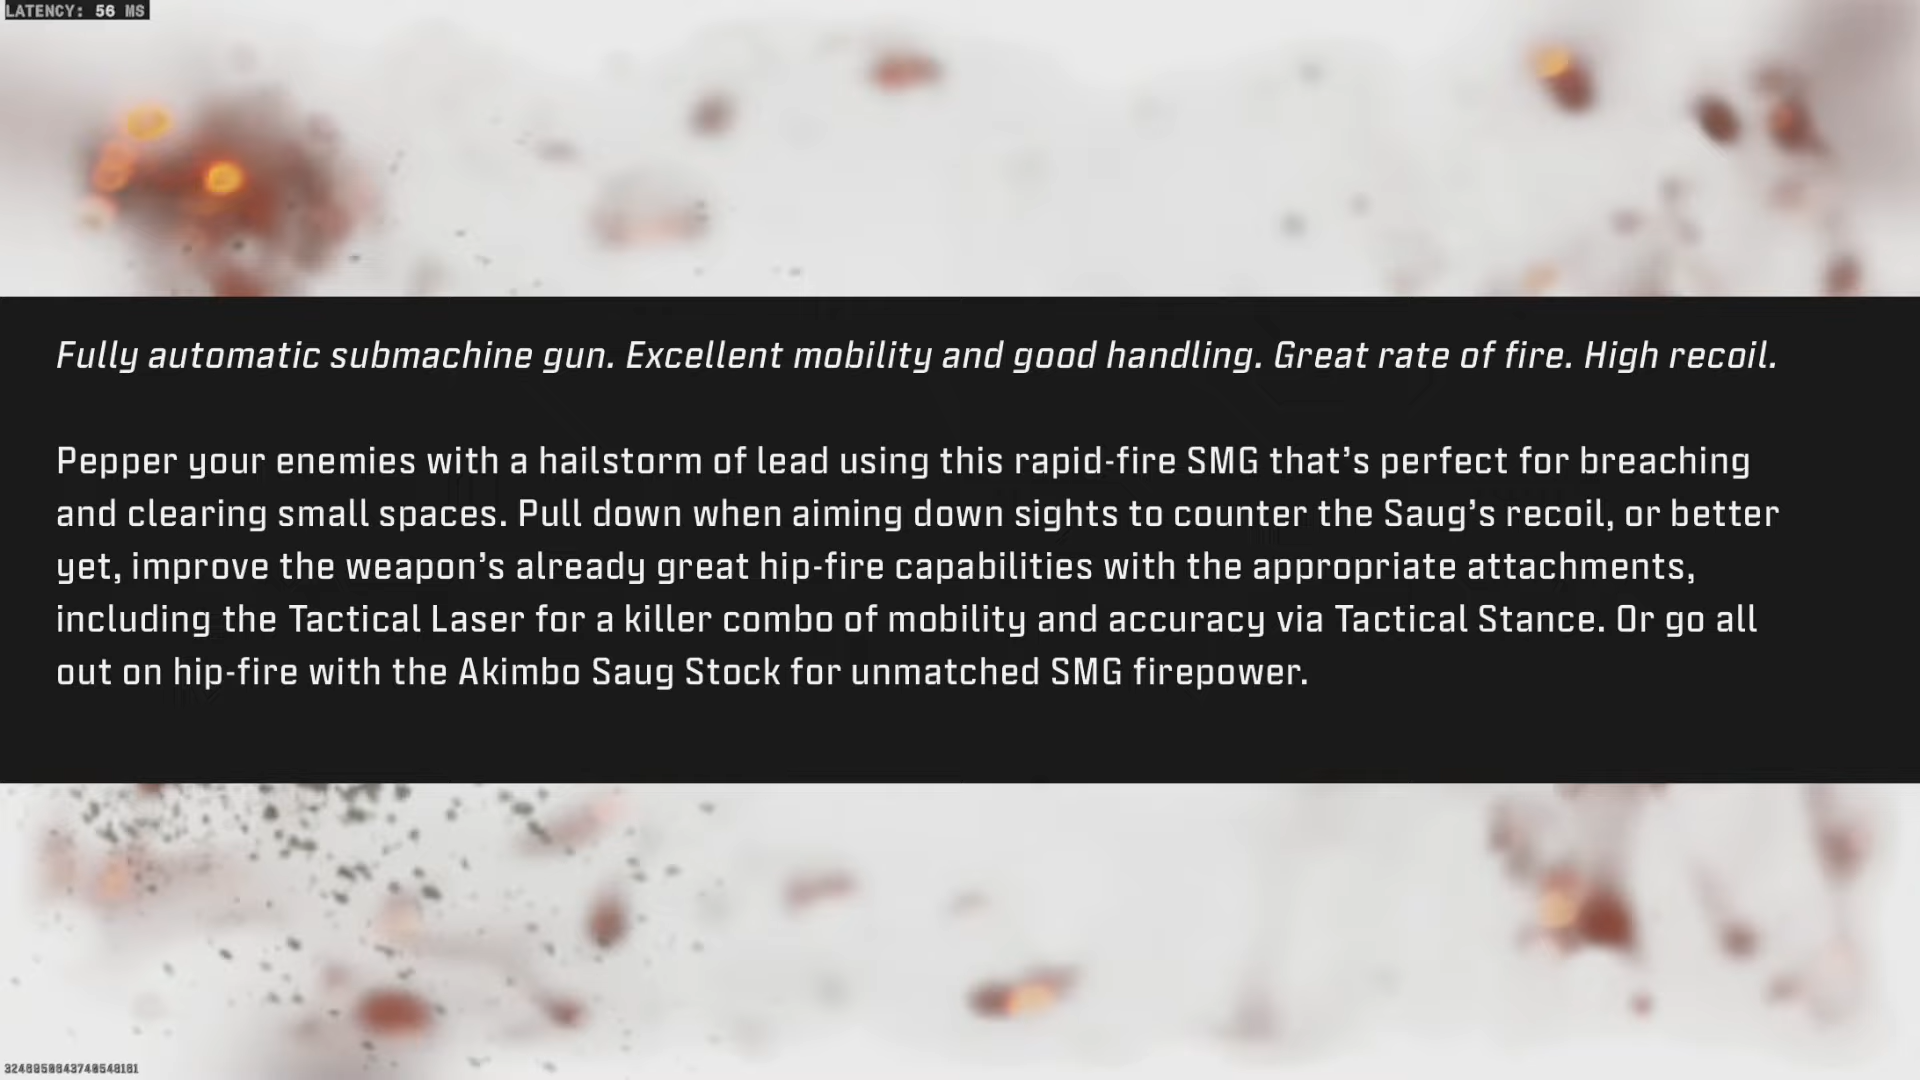 LATENCY: 56 MS
Fully automatic submachine gun. Excellent mobility and good handling. Great rate of fire. High recoil.
Pepper your enemies with a hailstorm of lead using this rapid-fire SMG that’s perfect for breaching
and clearing small spaces. Pull down when aiming down sights to counter the Saug’s recoil, or better
yet, improve the weapon’s already great hip-fire capabilities with the appropriate attachments,
including the Tactical Laser for a killer combo of mobility and accuracy via Tactical Stance. Or go all
out on hip-fire with the Akimbo Saug Stock for unmatched SMG firepower.